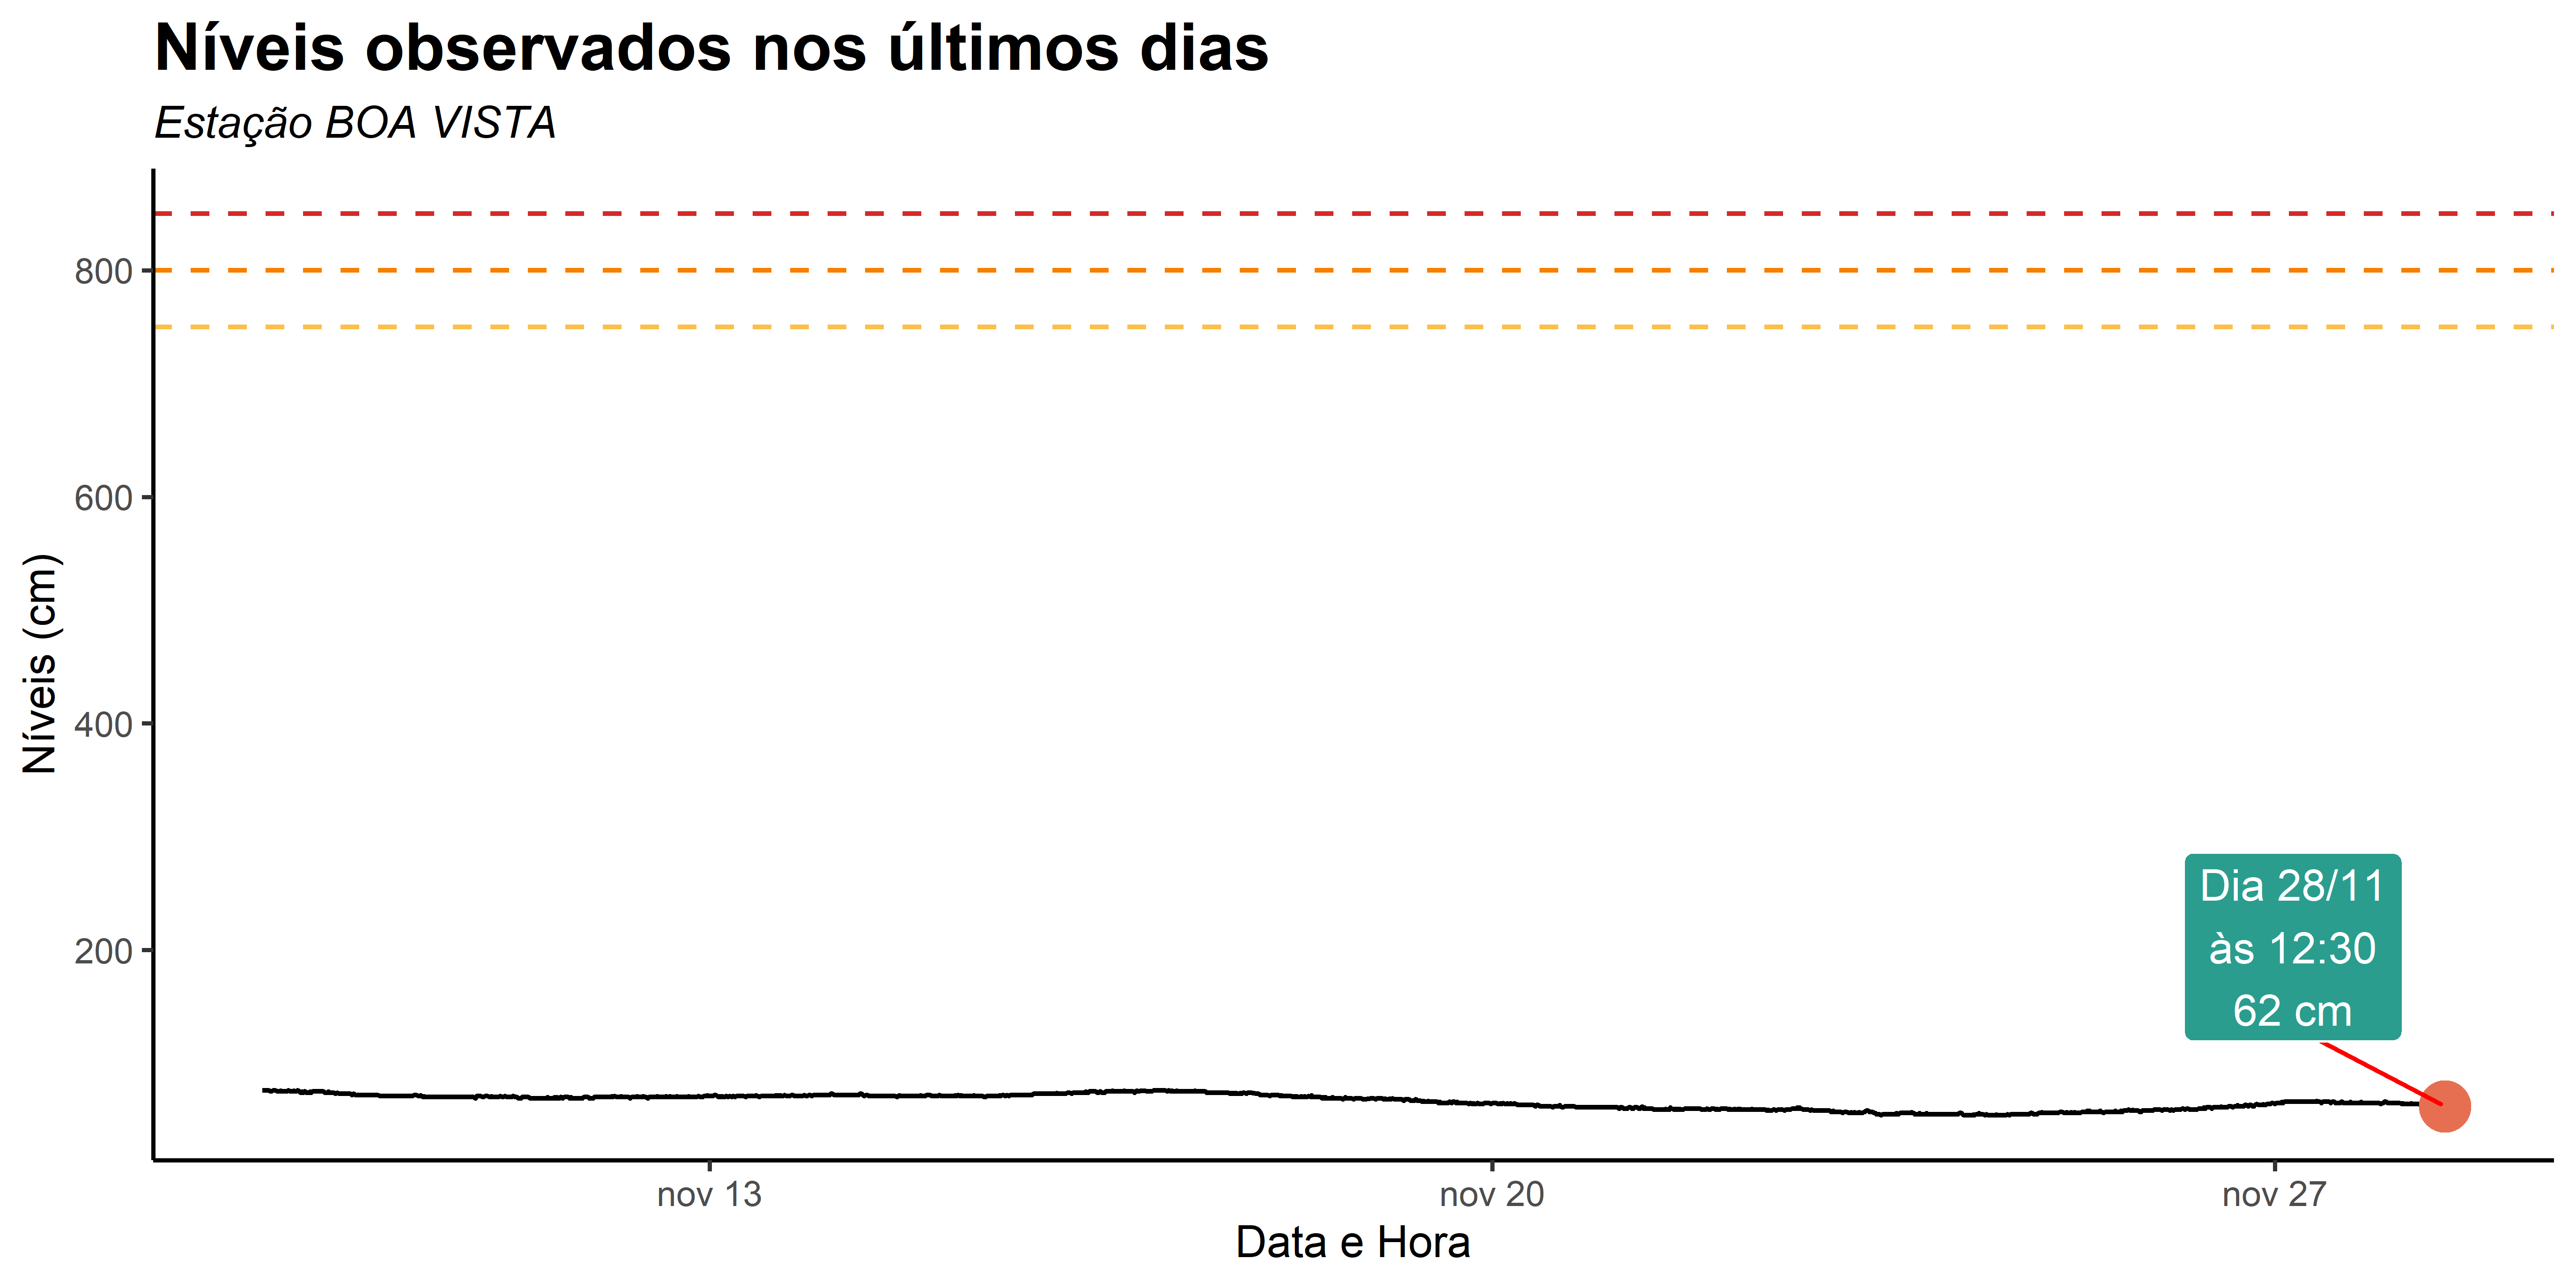 Níveis observados nos últimos dias
Estação BOA VISTA
Níveis (cm)
800
600
400
200
Dia 28/11
às 12:30
62 cm
nov 13
nov 20
nov 27
Data e Hora